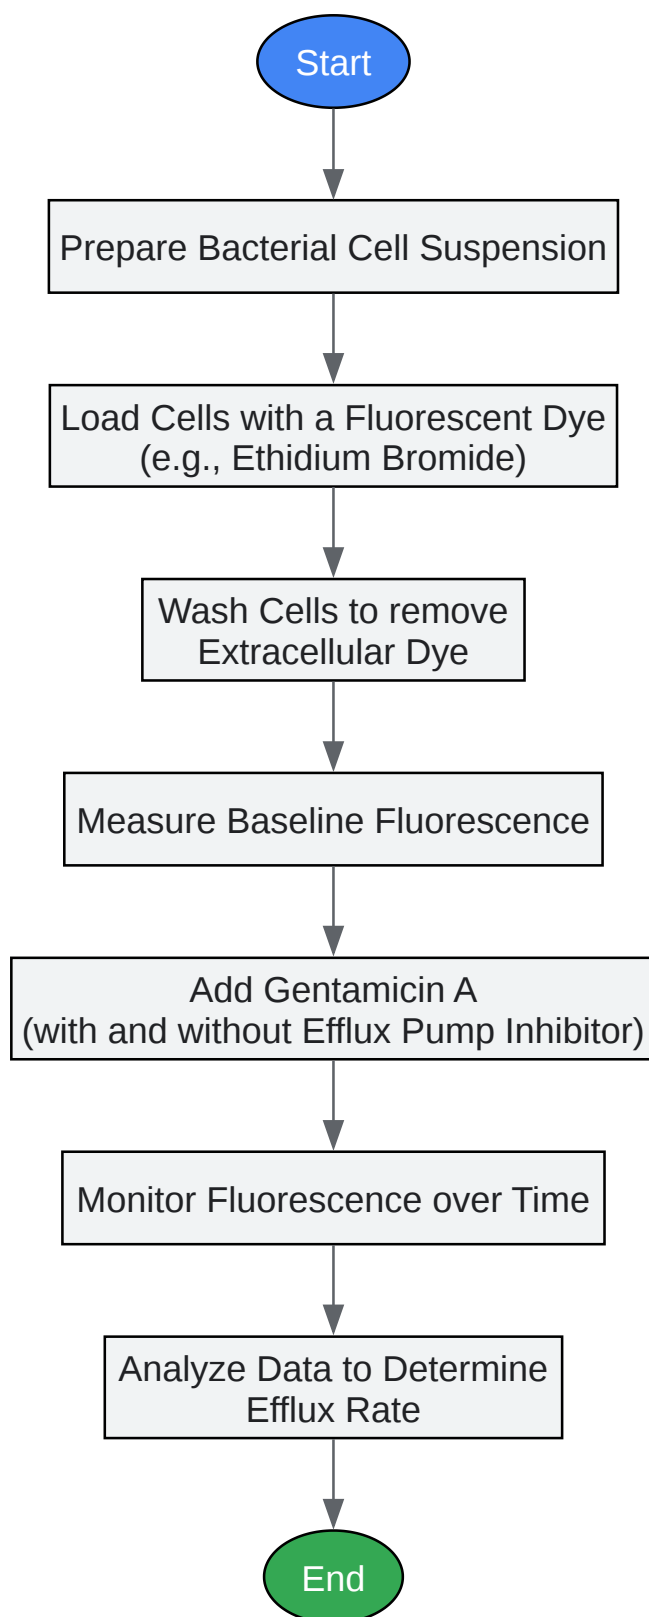 Start
Prepare Bacterial Cell Suspension
Load Cells with a Fluorescent Dye
(e.g., Ethidium Bromide)
Wash Cells to remove
Extracellular Dye
Measure Baseline Fluorescence
Add Gentamicin A
(with and without Efflux Pump Inhibitor)
Monitor Fluorescence over Time
Analyze Data to Determine
Efflux Rate
End